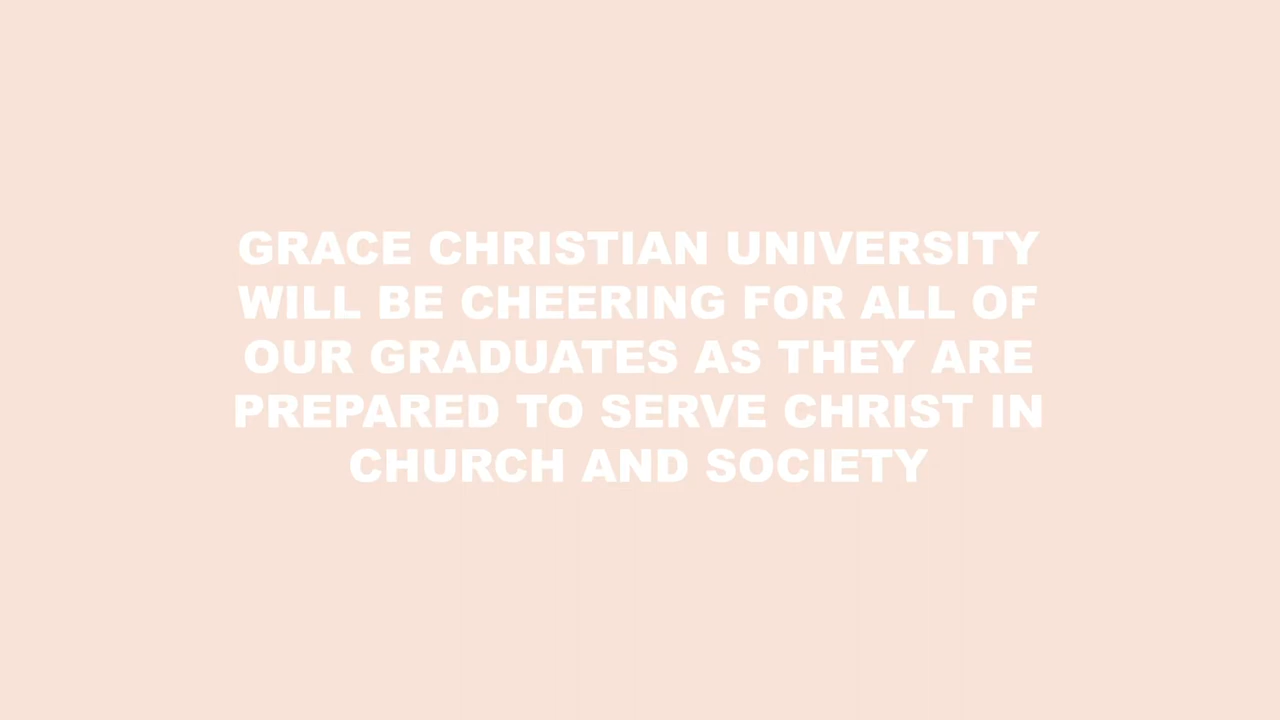 GRACE CHRISTIAN UNIVERSITY
WILL BE CHEERING FOR ALL OF
OUR GRADUATES AS THEY ARE
PREPARED TO SERVE CHRIST IN
CHURCH AND SOCIETY